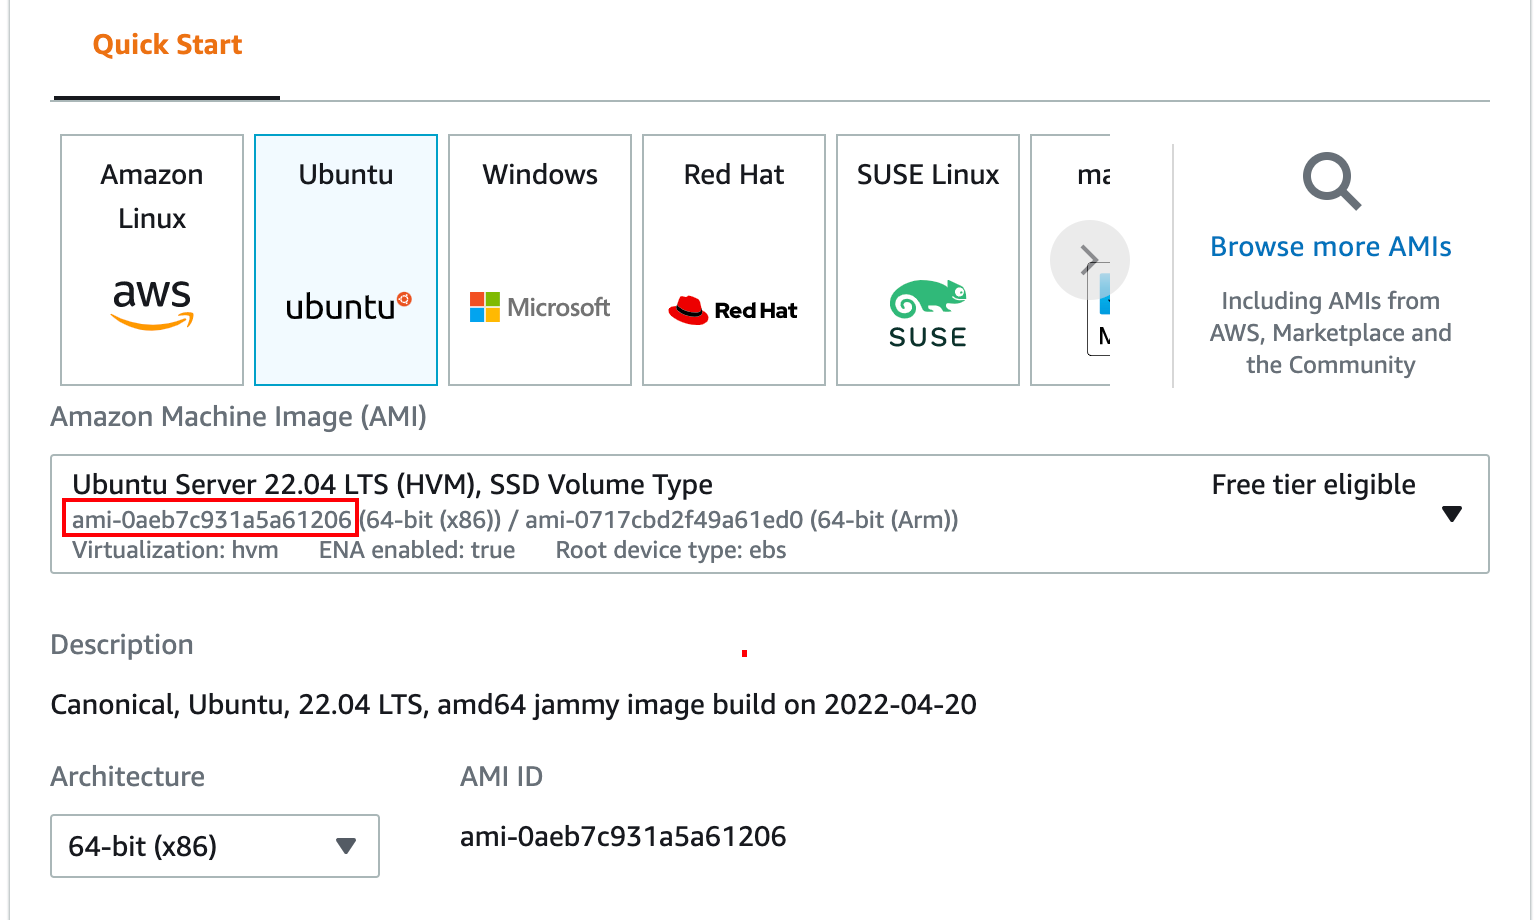 Quick Start
Amazon
Linux
aws
Ubuntu
ubuntu
Windows
Microsoft
Red Hat
Red Hat
SUSE Linux
SUSE
ma
M
Browse more AMIs
Including AMIs from
AWS, Marketplace and
the Community
Amazon Machine Image (AMI)
Ubuntu Server 22.04 LTS (HVM), SSD Volume Type
Free tier eligible
ami-0aeb7c931a5a61206 (64-bit (x86)) / ami-0717cbd2f49a61ed0 (64-bit (Arm))
Virtualization: hvm ENA enabled: true Root device type: ebs
Description
Canonical, Ubuntu, 22.04 LTS, amd64 jammy image build on 2022-04-20
Architecture
64-bit (x86)
AMI ID
ami-0aeb7c931a5a61206